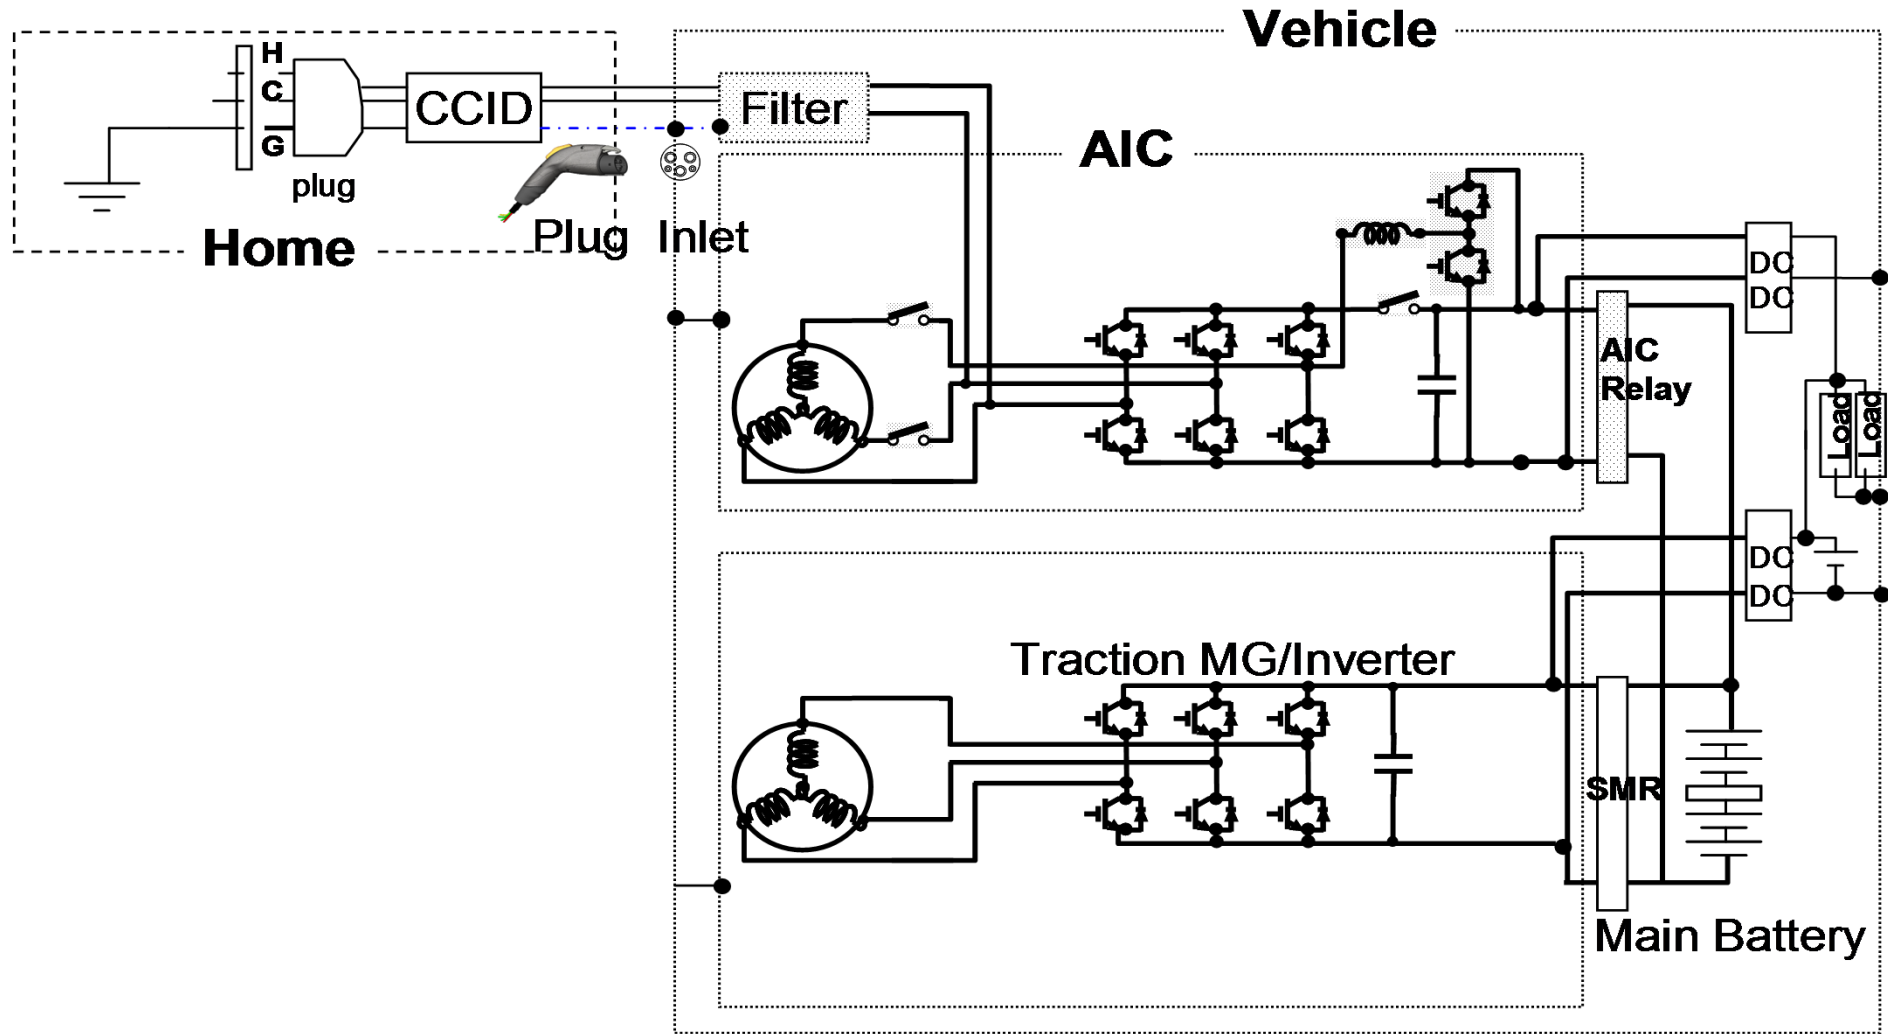 Vehicle
H
C
G
CCID
Filter
plug
AIC
Plug
Inlet
Home
DC
DC
AIC
Relay
Load
Load
DC
DC
Traction MG/Inverter
SMR
Main Battery